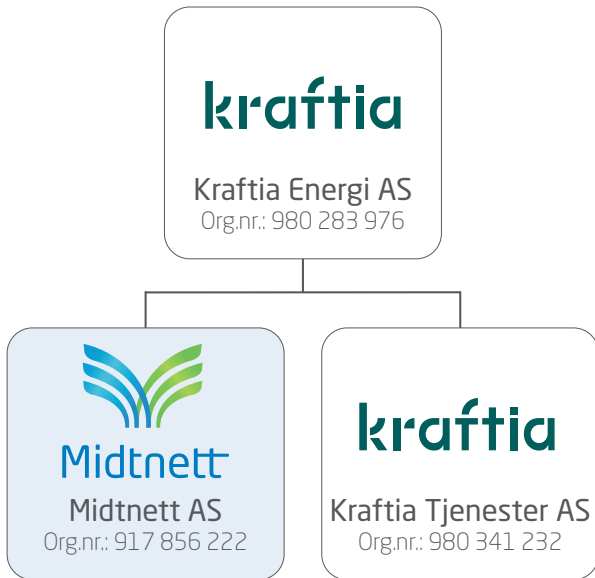 kraftia
Kraftia Energi AS
Org.nr.: 980 283 976
Midtnett
Midtnett AS
Org.nr.: 917 856 222
kraftia
Kraftia Tjenester AS
Org.nr.: 980 341 232